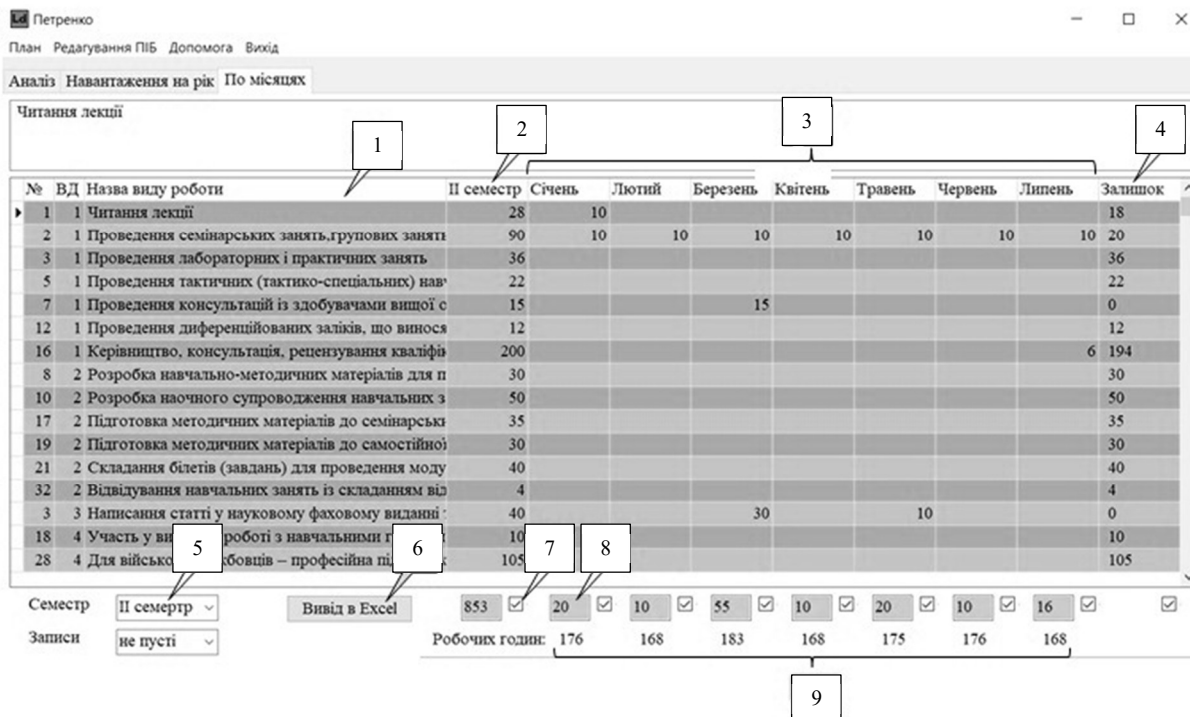 Ld Петренко
План Редагування ПІБ Допомога Вихід
Аналіз Навантаження на рік По місяцях
Читання лекції
1 2 3 4
№ ВД Назва виду роботи II семестр Січень Лютий Березень Квітень Травень Червень Липень Залишок
1 1 Читання лекції 28 10 18
2 1 Проведення семінарських занять,групових занять 90 10 10 10 10 10 10 10 20
3 1 Проведення лабораторних і практичних занять 36 36
5 1 Проведення тактичних (тактико-спеціальних) нав 22 22
7 1 Проведення консультацій із здобувачами вищої о 15 15 0
12 1 Проведення диференційованих заліків, що винося 12 12
16 1 Керівництво, консультація, рецензування кваліфі 200 6 194
8 2 Розробка навчально-методичних матеріалів для п 30 30
10 2 Розробка наочного супроводження навчальних з 50 50
17 2 Підготовка методичних матеріалів до семінарськ 35 35
19 2 Підготовка методичних матеріалів до самостійної 30 30
21 2 Складання білетів (завдань) для проведення моду 40 40
32 2 Відвідування навчальних занять із складанням від 4 4
3 3 Написання статті у науковому фаховому виданні 40 30 10 0
18 4 Участь у ви роботі з навчальними г 10 10
28 4 Для військо бовців – професійна пі 105 105
5 6 7 8
Семестр II семертр Вивід в Excel 853 20 10 55 10 20 10 16
Записи не пусті Робочих годин: 176 168 183 168 175 176 168
9